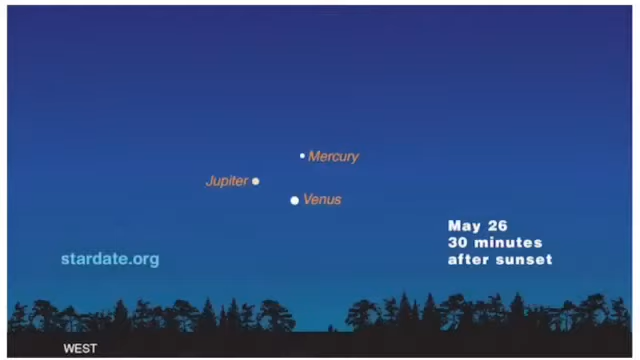 Mercury
Jupiter
Venus
May 26
30 minutes
after sunset
stardate.org
WEST